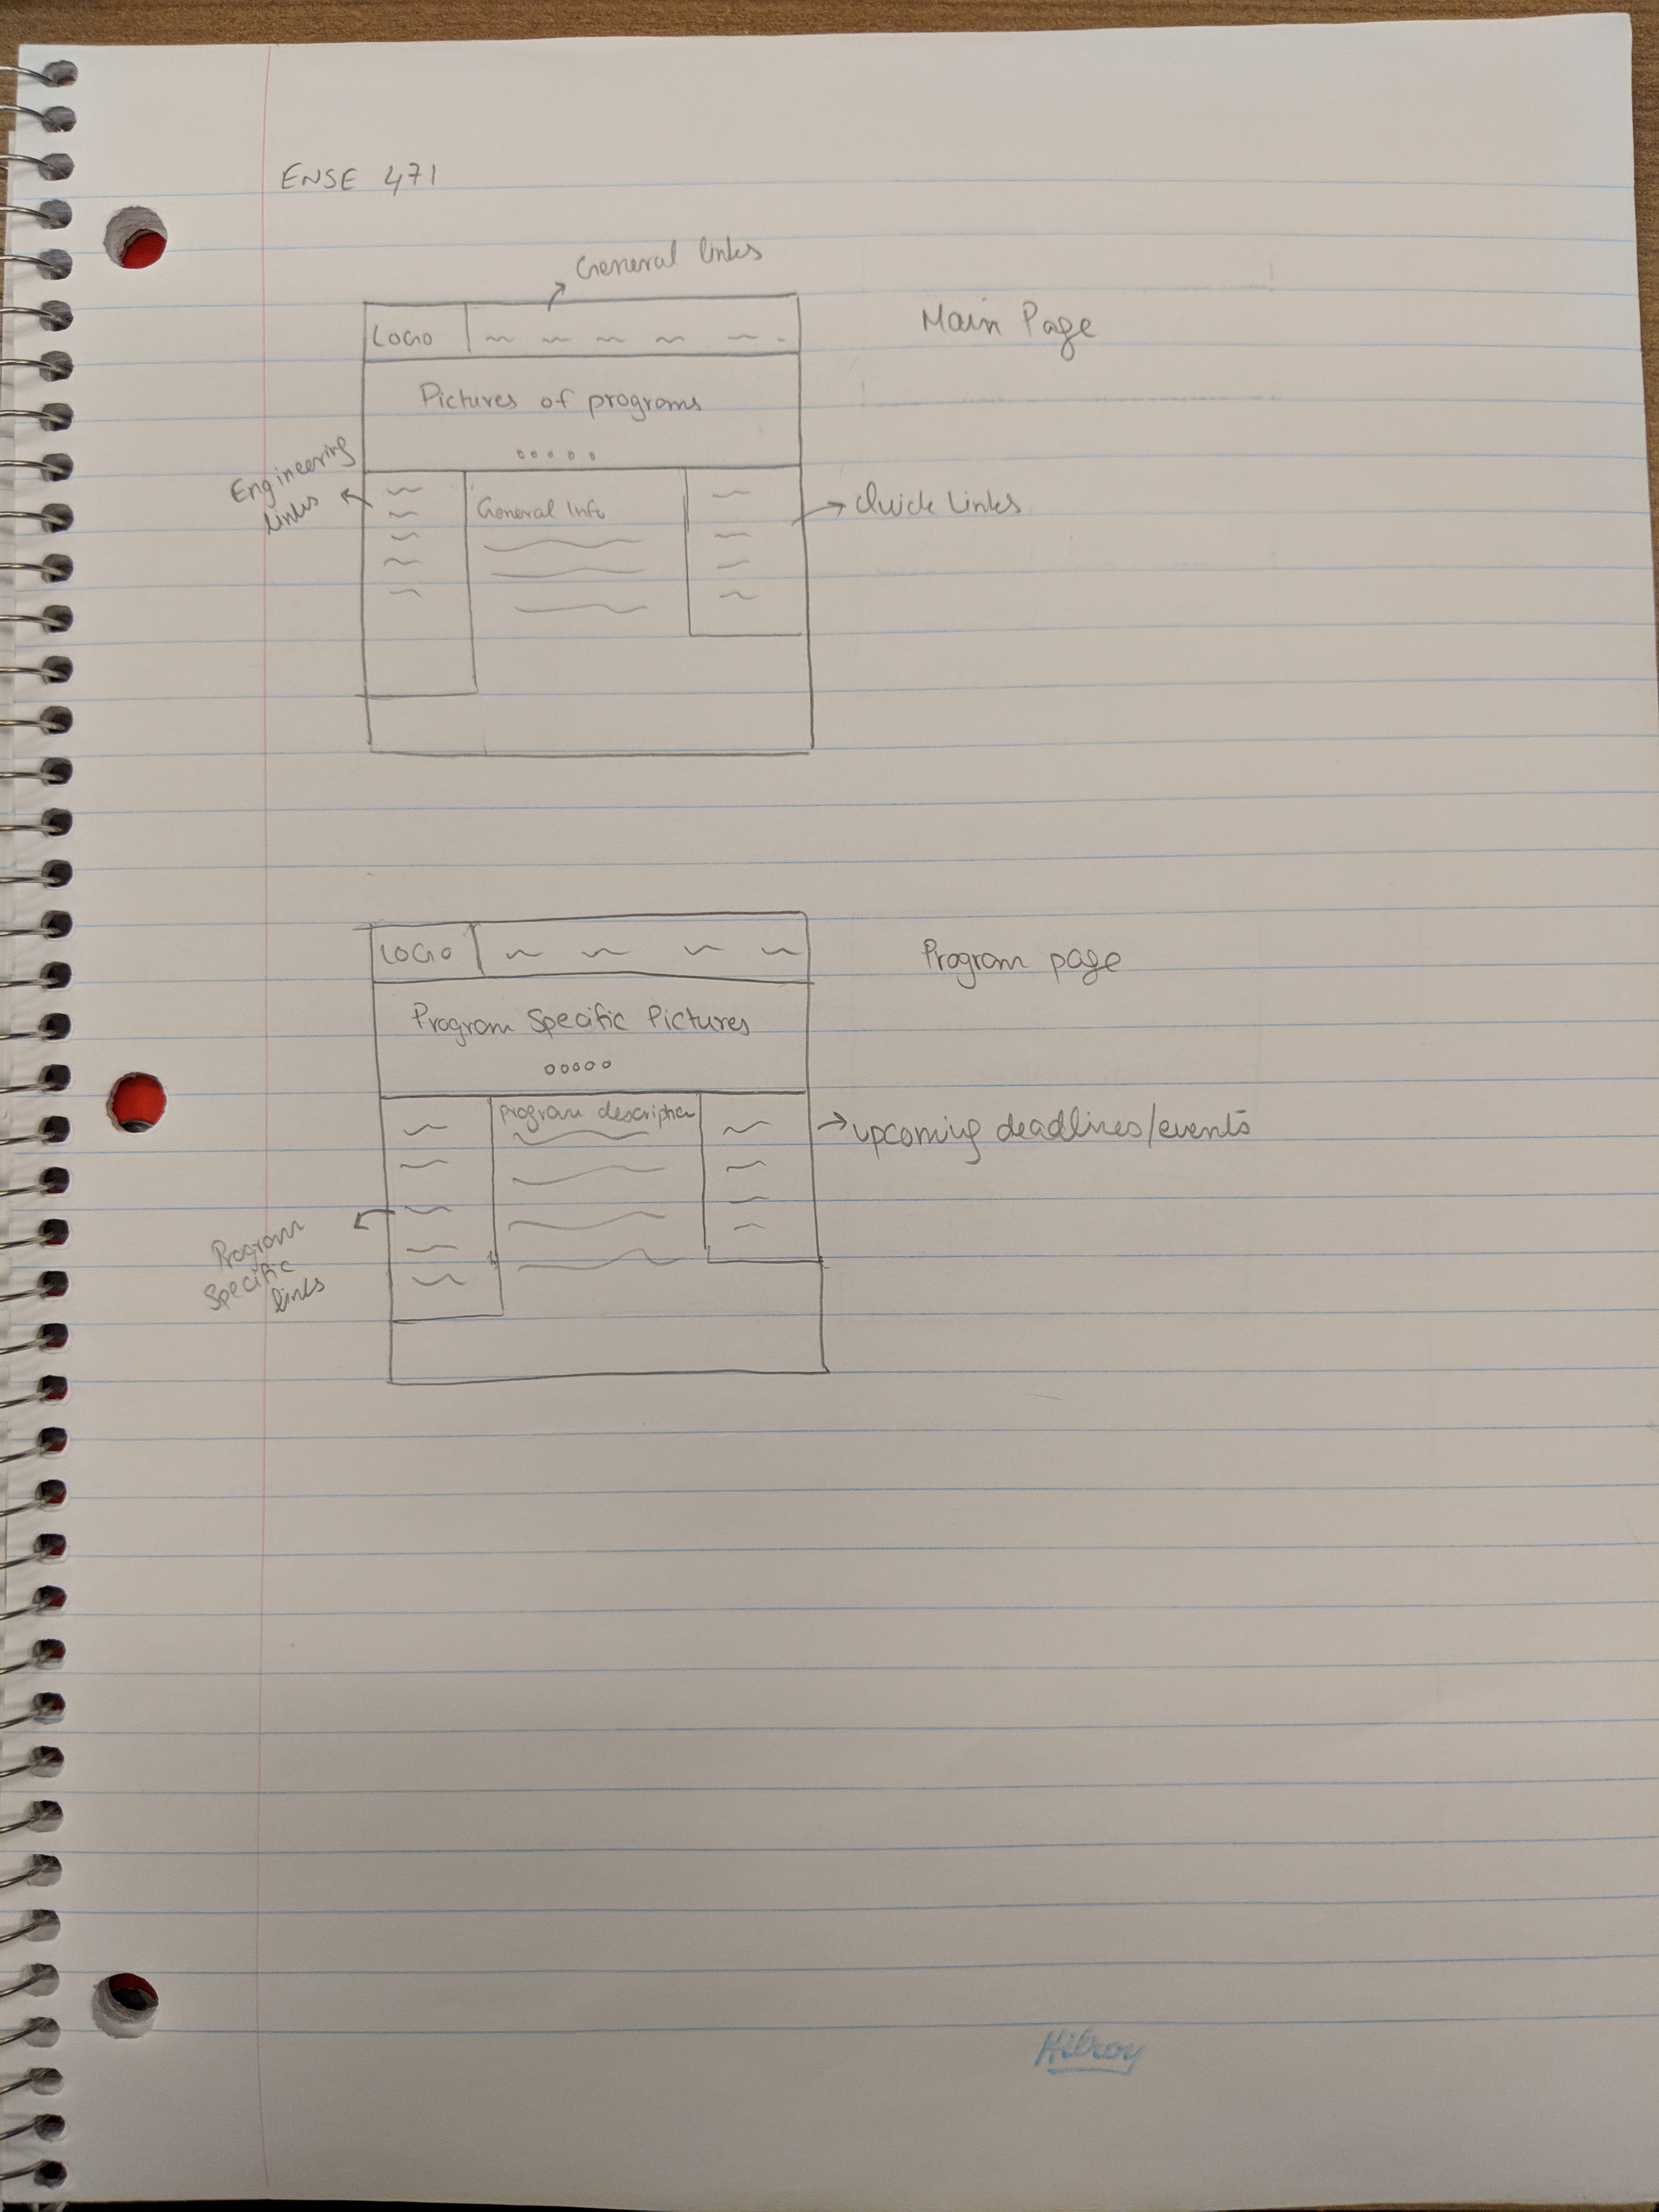 ENSE 471
General links
Main Page
LOGO
Pictures of programs
Engineering
links
General Info
Quick Links
LOGO
Program page
Program Specific Pictures
program description
upcoming deadlines/events
Program
Specific
links
Hilroy